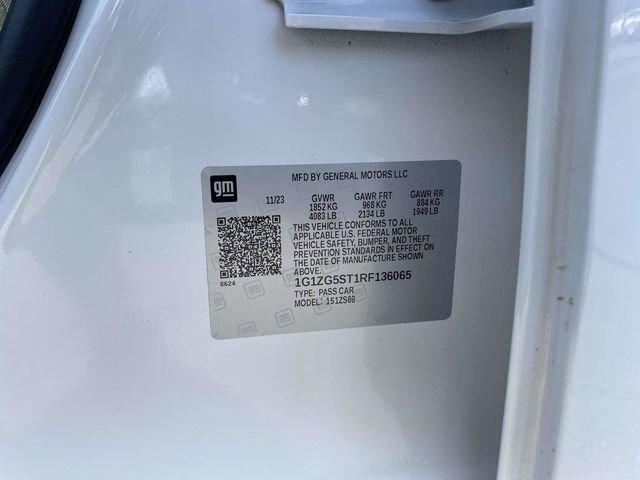 gm
MFD BY GENERAL MOTORS LLC
11/23 GVWR GAWR FRT GAWR RR
1852 KG 968 KG 884 KG
4083 LB 2134 LB 1949 LB
THIS VEHICLE CONFORMS TO ALL
APPLICABLE U.S. FEDERAL MOTOR
VEHICLE SAFETY, BUMPER, AND THEFT
PREVENTION STANDARDS IN EFFECT ON
THE DATE OF MANUFACTURE SHOWN
ABOVE.
8624
1G1ZG5ST1RF136065
TYPE: PASS CAR
MODEL: 151ZS69